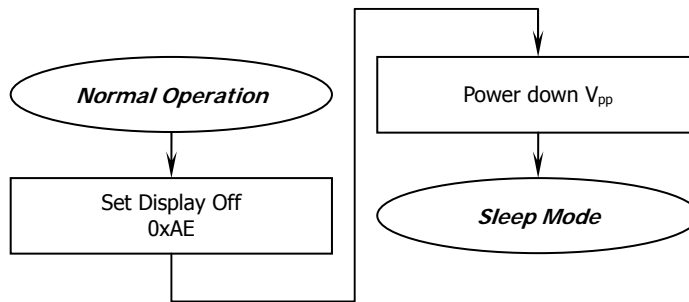 Normal Operation
Set Display Off
0xAE
Power down Vpp
Sleep Mode